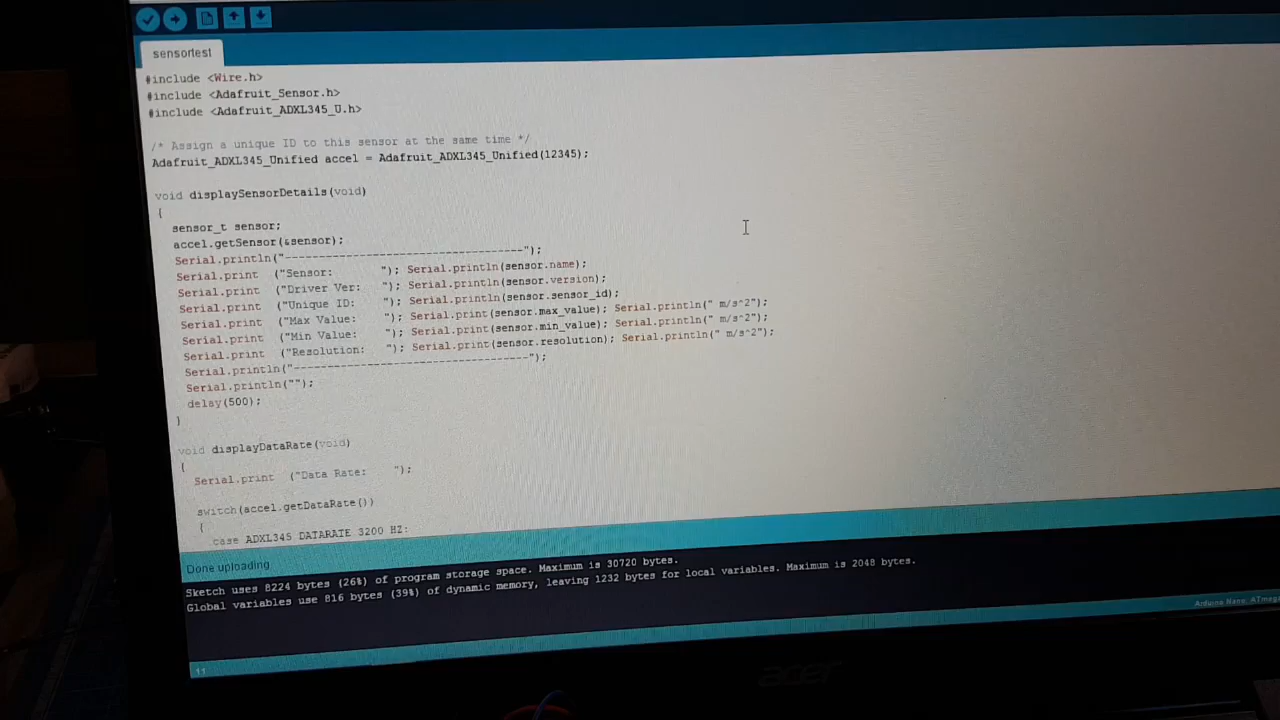 sensortest
#include <Wire.h>
#include <Adafruit_Sensor.h>
#include <Adafruit_ADXL345_U.h>
/* Assign a unique ID to this sensor at the same time */
Adafruit_ADXL345_Unified accel = Adafruit_ADXL345_Unified(12345);
void displaySensorDetails(void)
{
sensor_t sensor;
accel.getSensor(&sensor);
Serial.println("------------------------------------");
Serial.print ("Sensor: "); Serial.println(sensor.name);
Serial.print ("Driver Ver: "); Serial.println(sensor.version);
Serial.print ("Unique ID: "); Serial.println(sensor.sensor_id);
Serial.print ("Max Value: "); Serial.print(sensor.max_value); Serial.println(" m/s^2");
Serial.print ("Min Value: "); Serial.print(sensor.min_value); Serial.println(" m/s^2");
Serial.print ("Resolution: "); Serial.print(sensor.resolution); Serial.println(" m/s^2");
Serial.println("------------------------------------");
Serial.println("");
delay(500);
}
void displayDataRate(void)
{
Serial.print ("Data Rate: ");
switch(accel.getDataRate())
{
case ADXL345_DATARATE_3200_HZ:
Done uploading
Sketch uses 8224 bytes (26%) of program storage space. Maximum is 30720 bytes.
Global variables use 816 bytes (39%) of dynamic memory, leaving 1232 bytes for local variables. Maximum is 2048 bytes.
Arduino Nano, ATmega
11
acer